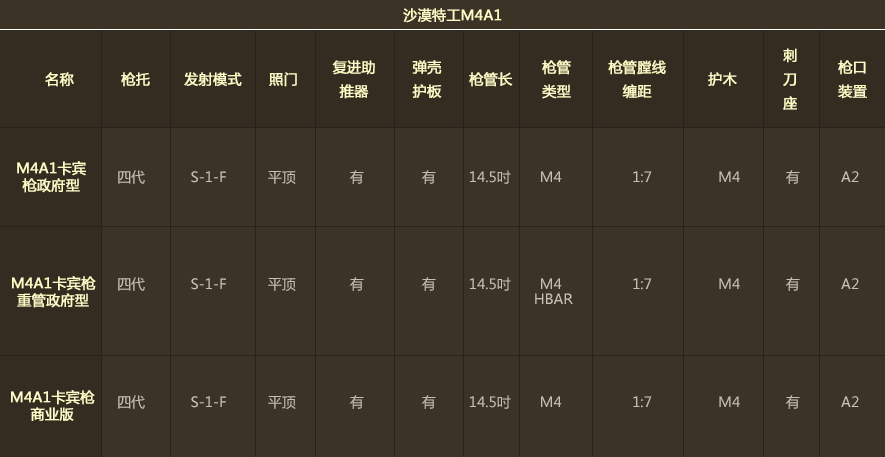 沙漠特工M4A1
名称 枪托 发射模式 照门 复进助推器 弹壳护板 枪管长 枪管类型 枪管膛线缠距 护木 刺刀座 枪口装置
M4A1卡宾枪政府型 四代 S-1-F 平顶 有 有 14.5吋 M4 1:7 M4 有 A2
M4A1卡宾枪重管政府型 四代 S-1-F 平顶 有 有 14.5吋 M4 HBAR 1:7 M4 有 A2
M4A1卡宾枪商业版 四代 S-1-F 平顶 有 有 14.5吋 M4 1:7 M4 有 A2